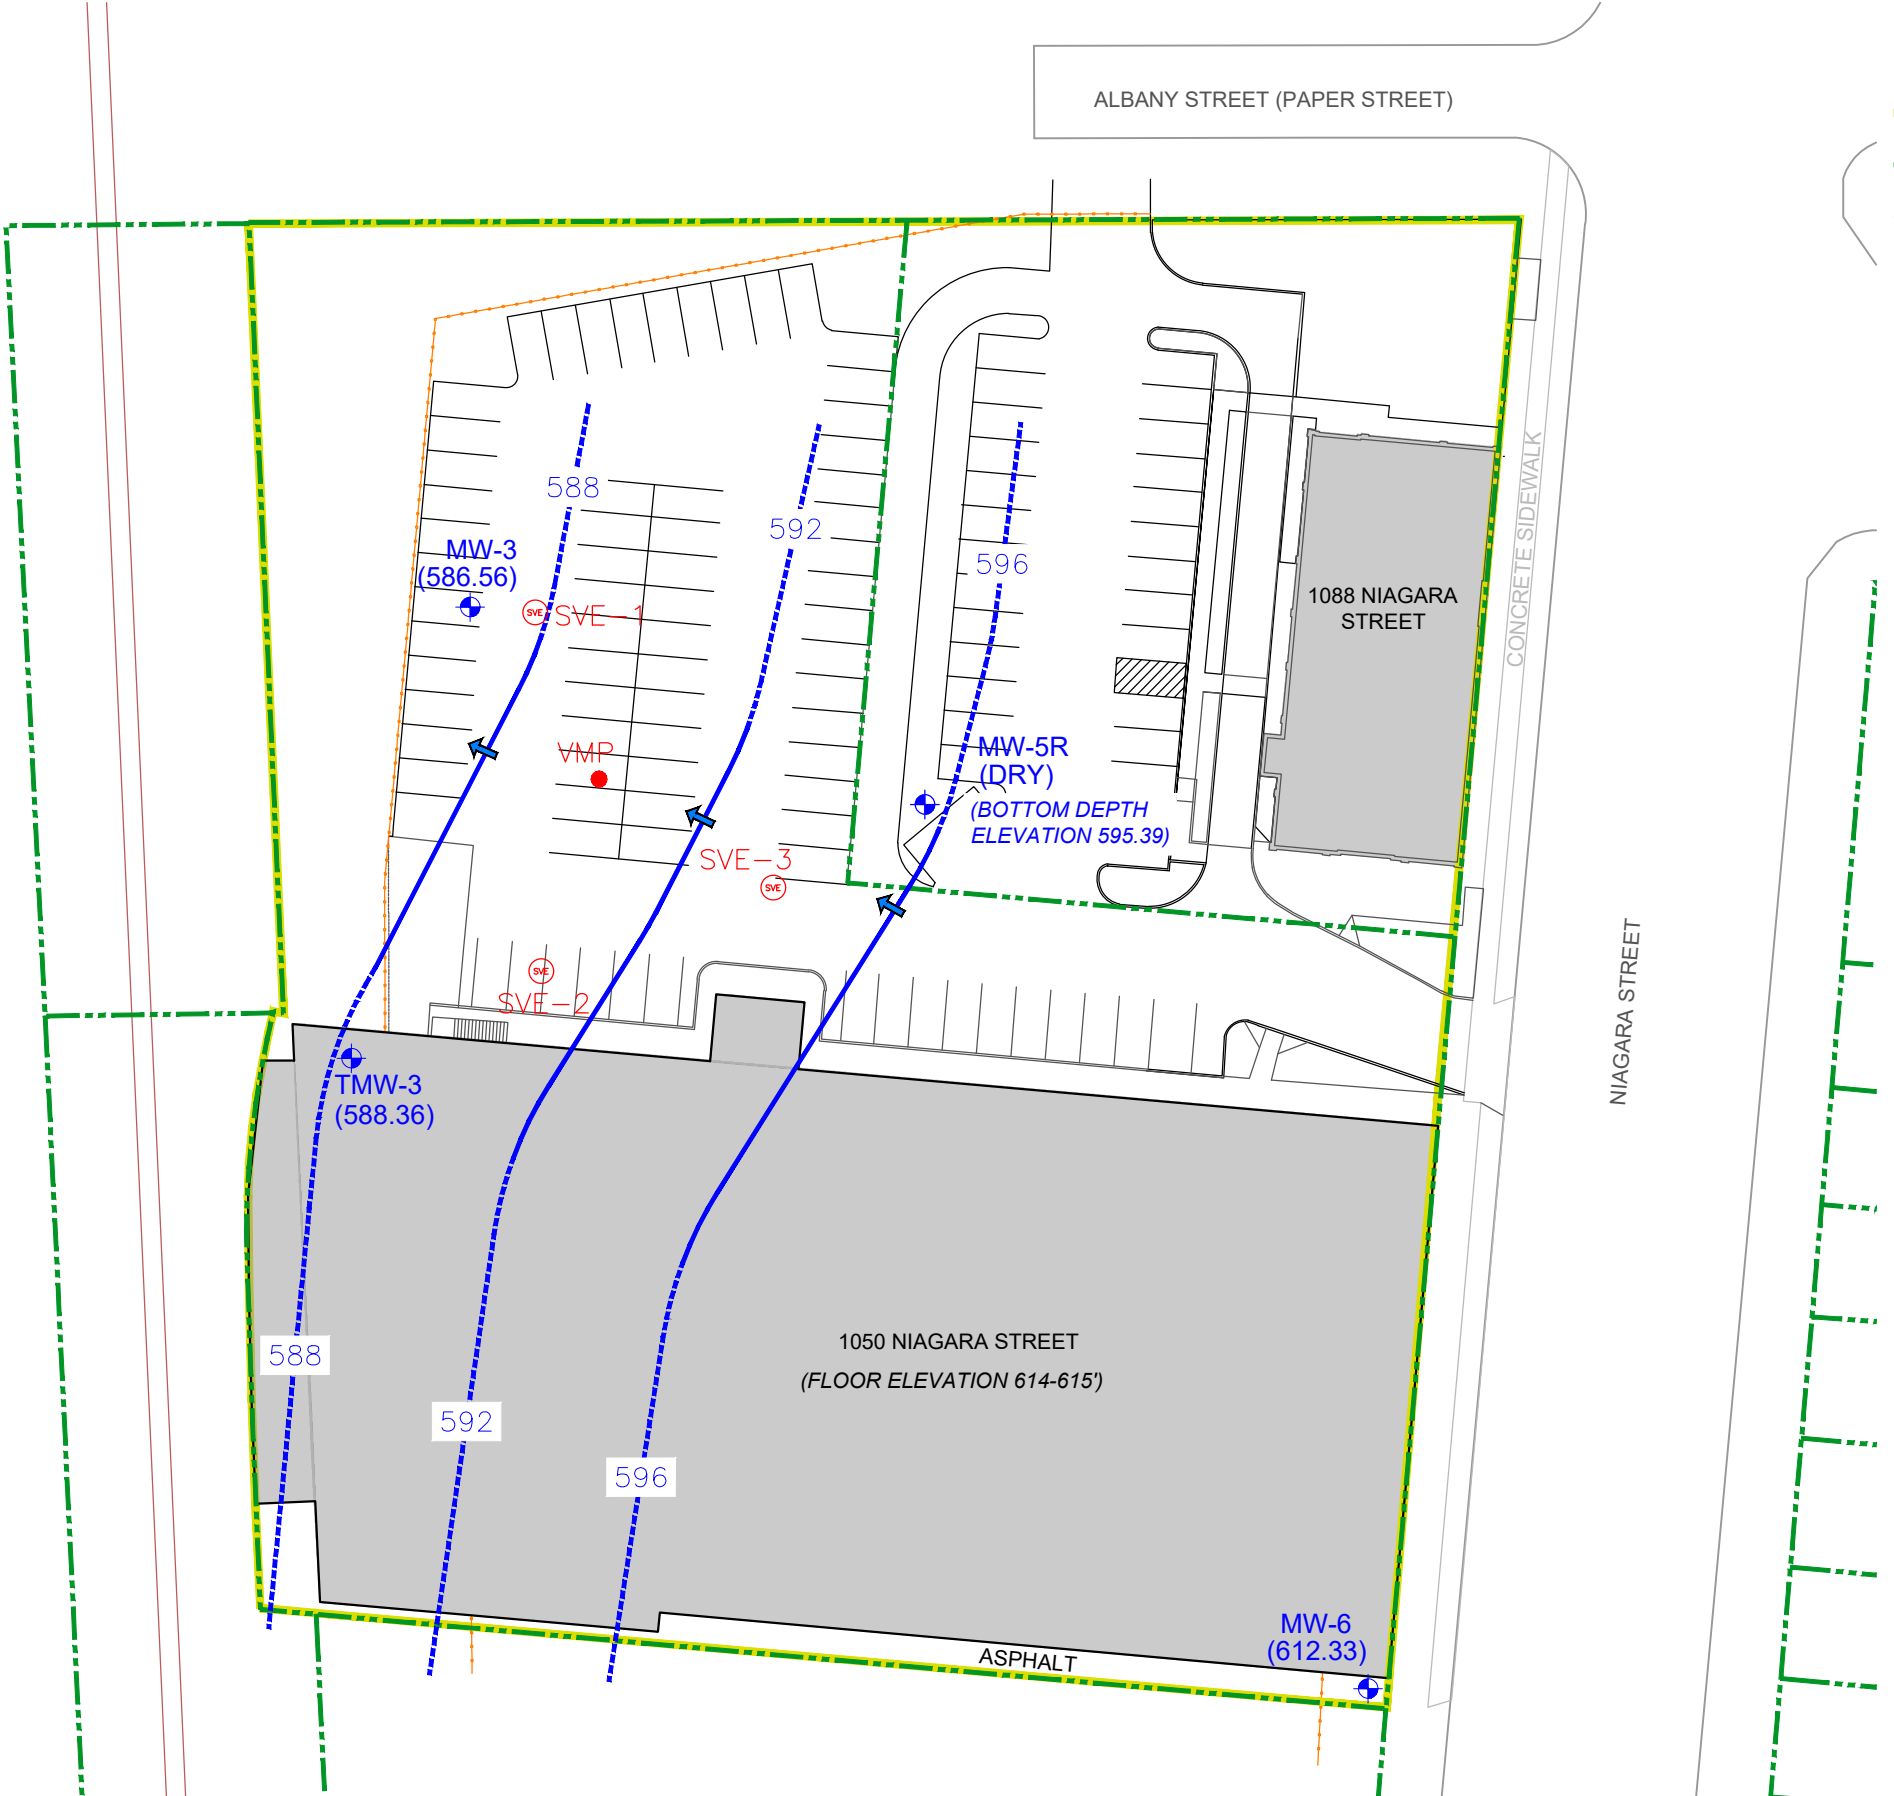 ALBANY STREET (PAPER STREET)
588
592
596
MW-3
(586.56)
SVE
SVE-1
1088 NIAGARA
STREET
CONCRETE SIDEWALK
VMP
MW-5R
(DRY)
(BOTTOM DEPTH
ELEVATION 595.39)
SVE-3
SVE
SVE
SVE-2
NIAGARA STREET
TMW-3
(588.36)
1050 NIAGARA STREET
(FLOOR ELEVATION 614-615')
588
592
596
MW-6
(612.33)
ASPHALT